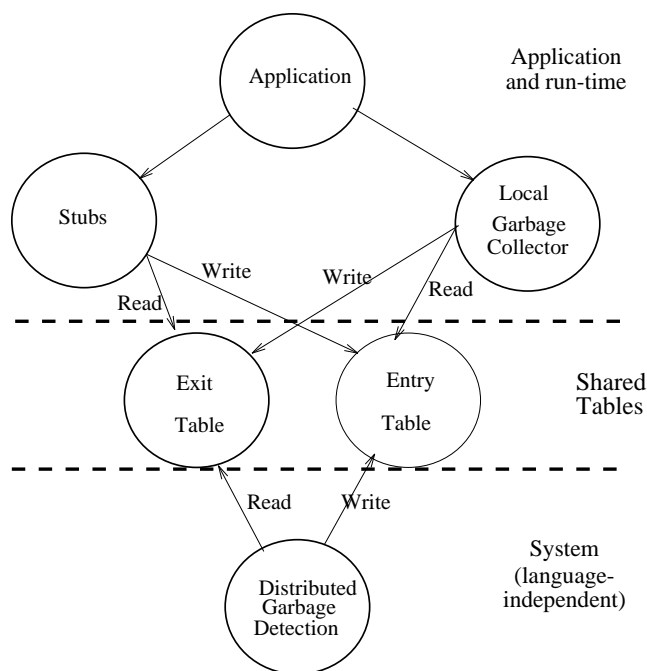 Application
Application
and run-time
Stubs
Local
Garbage
Collector
Write
Write
Read
Read
Exit
Table
Entry
Table
Shared
Tables
Read
Write
Distributed
Garbage
Detection
System
(language-
independent)